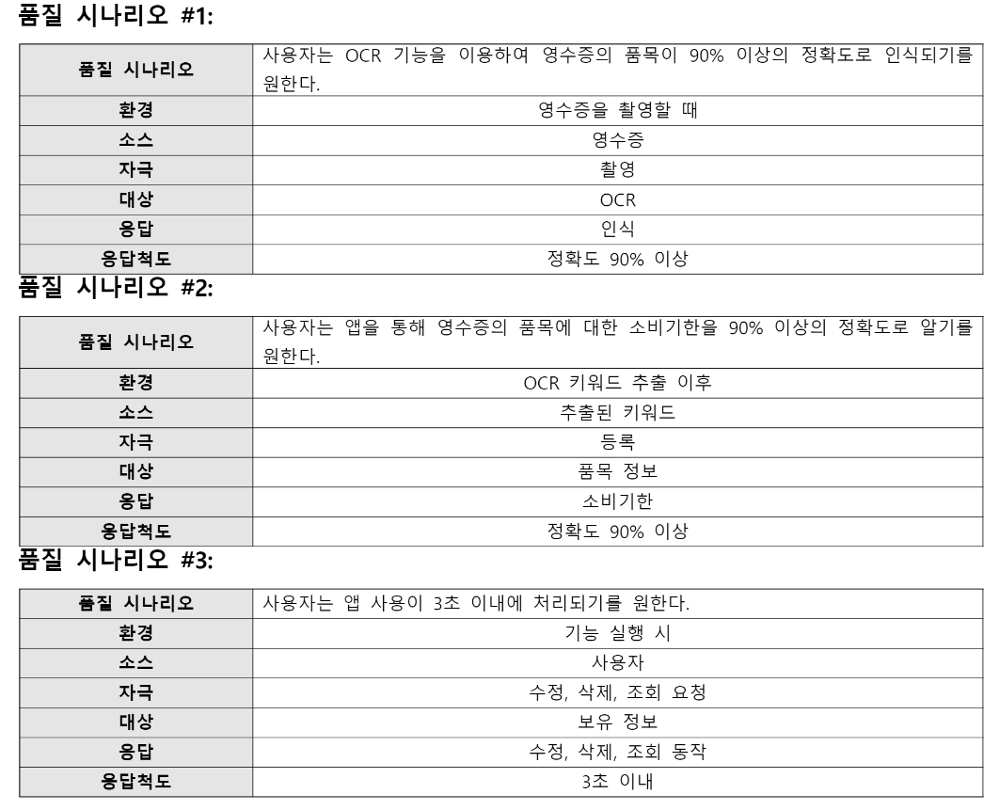 품질 시나리오 #1:
품질 시나리오
사용자는 OCR 기능을 이용하여 영수증의 품목이 90% 이상의 정확도로 인식되기를
원한다.
환경 영수증을 촬영할 때
소스 영수증
자극 촬영
대상 OCR
응답 인식
응답척도 정확도 90% 이상
품질 시나리오 #2:
품질 시나리오
사용자는 앱을 통해 영수증의 품목에 대한 소비기한을 90% 이상의 정확도로 알기를
원한다.
환경 OCR 키워드 추출 이후
소스 추출된 키워드
자극 등록
대상 품목 정보
응답 소비기한
응답척도 정확도 90% 이상
품질 시나리오 #3:
품질 시나리오 사용자는 앱 사용이 3초 이내에 처리되기를 원한다.
환경 기능 실행 시
소스 사용자
자극 수정, 삭제, 조회 요청
대상 보유 정보
응답 수정, 삭제, 조회 동작
응답척도 3초 이내